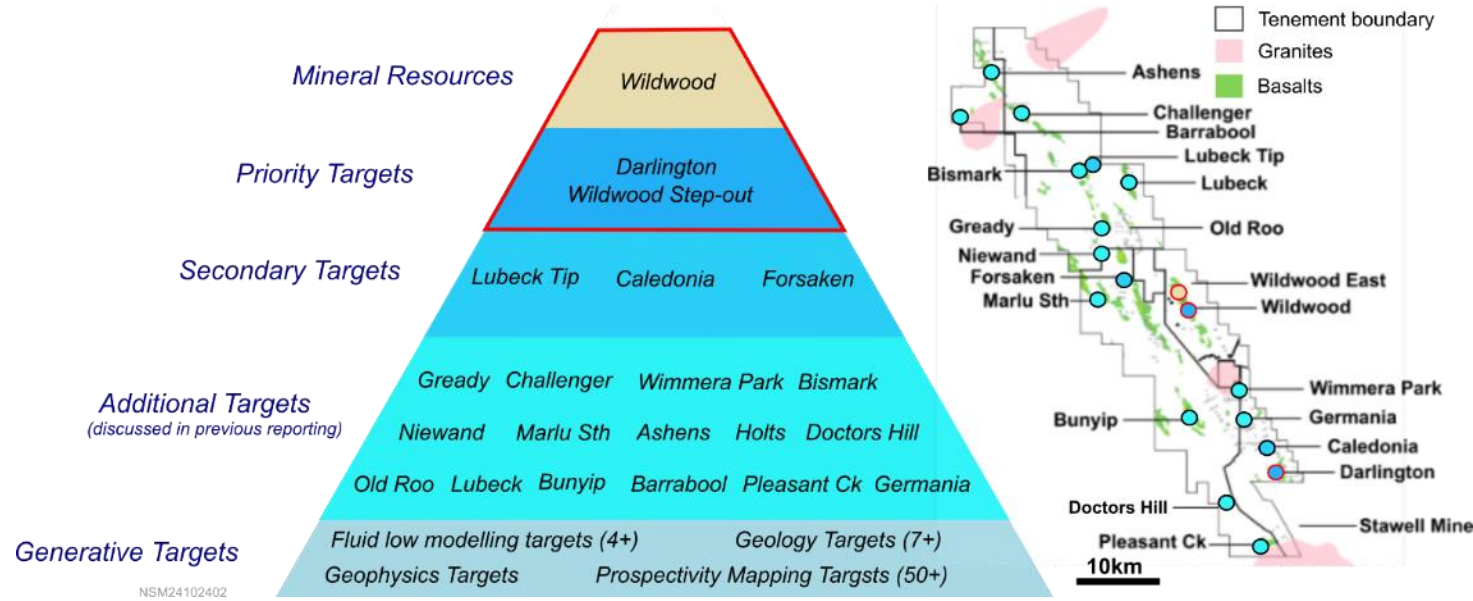 Mineral Resources
Wildwood
Priority Targets
Darlington
Wildwood Step-out
Secondary Targets
Lubeck Tip Caledonia Forsaken
Additional Targets
(discussed in previous reporting)
Gready Challenger Wimmera Park Bismark
Niewand Marlu Sth Ashens Holts Doctors Hill
Old Roo Lubeck Bunyip Barrabool Pleasant Ck Germania
Generative Targets
Fluid low modelling targets (4+) Geology Targets (7+)
Geophysics Targets Prospectivity Mapping Targsts (50+)
NSM24102402
Tenement boundary
Granites
Basalts
Ashens
Challenger
Barrabool
Lubeck Tip
Bismark
Lubeck
Gready
Old Roo
Niewand
Forsaken
Wildwood East
Marlu Sth
Wildwood
Wimmera Park
Bunyip
Germania
Caledonia
Darlington
Doctors Hill
Stawell Mine
Pleasant Ck
10km